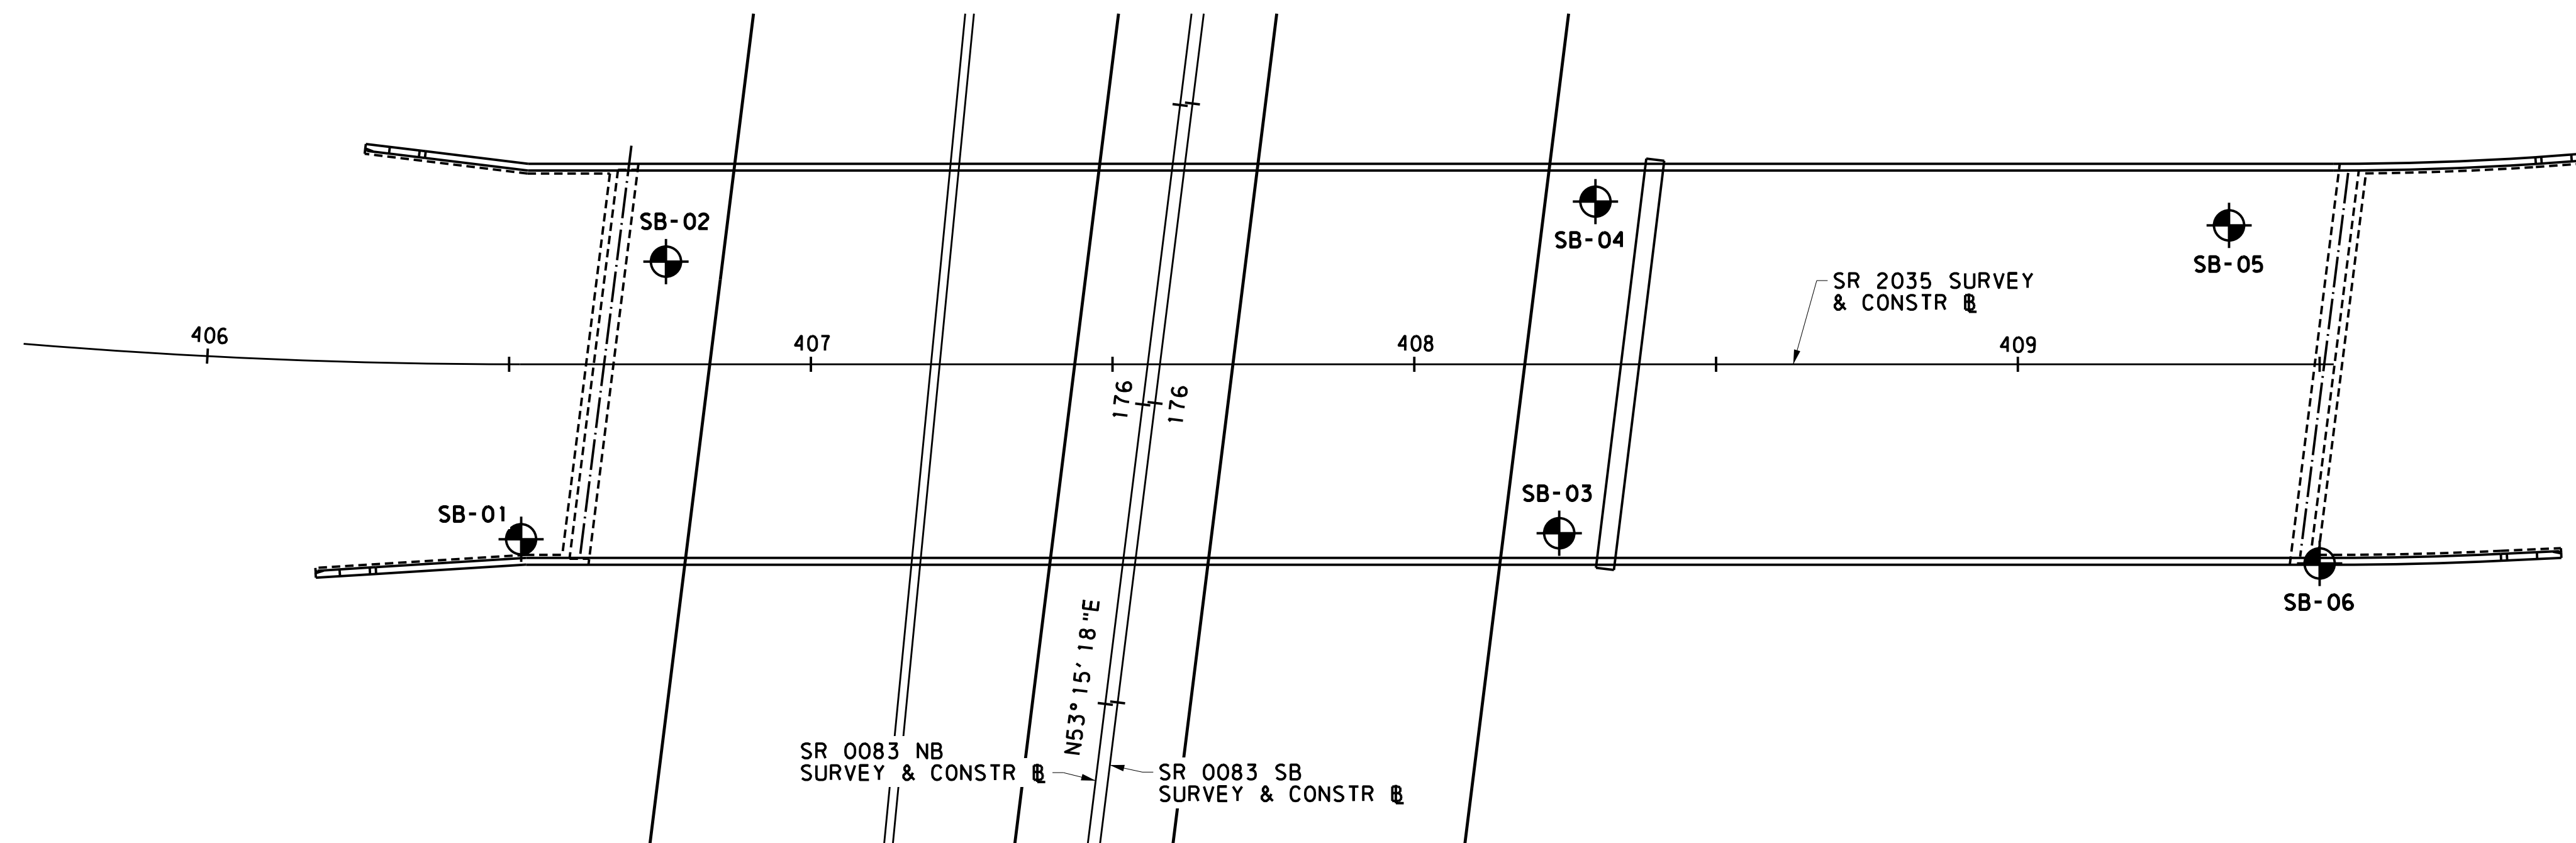 SB-02
SB-04
SB-05
SR 2035 SURVEY
& CONSTR ℄
406
407
408
409
176
176
SB-01
SB-03
SB-06
N53°15'18"E
SR 0083 NB
SURVEY & CONSTR ℄
SR 0083 SB
SURVEY & CONSTR ℄